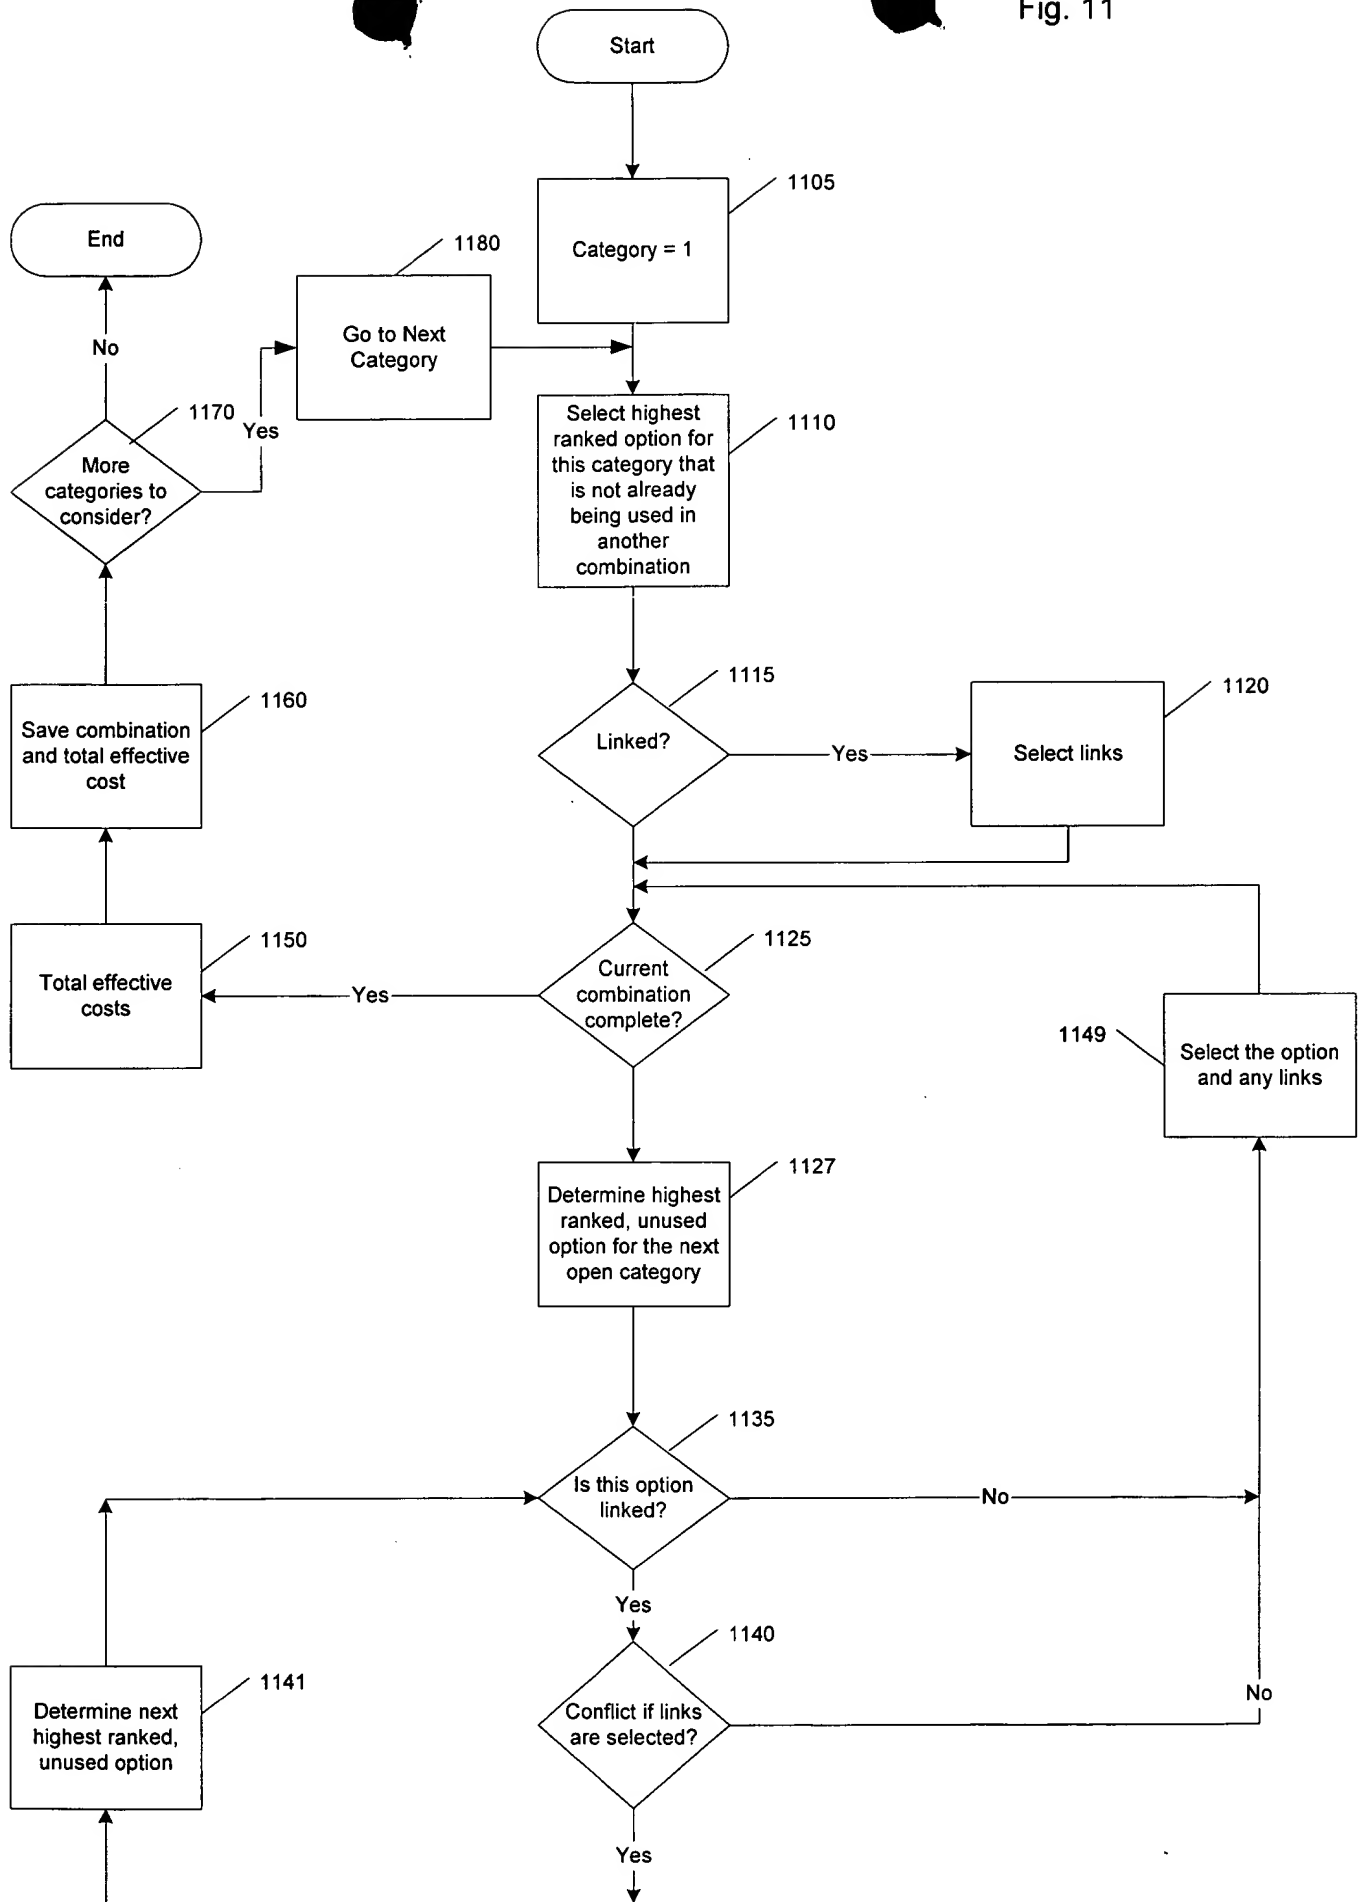 Fig. 11
Start
1105
Category = 1
End
1180
Go to Next
Category
No
1170
Yes
More
categories to
consider?
Select highest
ranked option for
this category that
is not already
being used in
another
combination
1110
1115
Linked?
Yes
1120
Select links
1160
Save combination
and total effective
cost
1150
Total effective
costs
Yes
1125
Current
combination
complete?
1149
Select the option
and any links
1127
Determine highest
ranked, unused
option for the next
open category
1135
Is this option
linked?
No
Yes
1140
Conflict if links
are selected?
No
1141
Determine next
highest ranked,
unused option
Yes